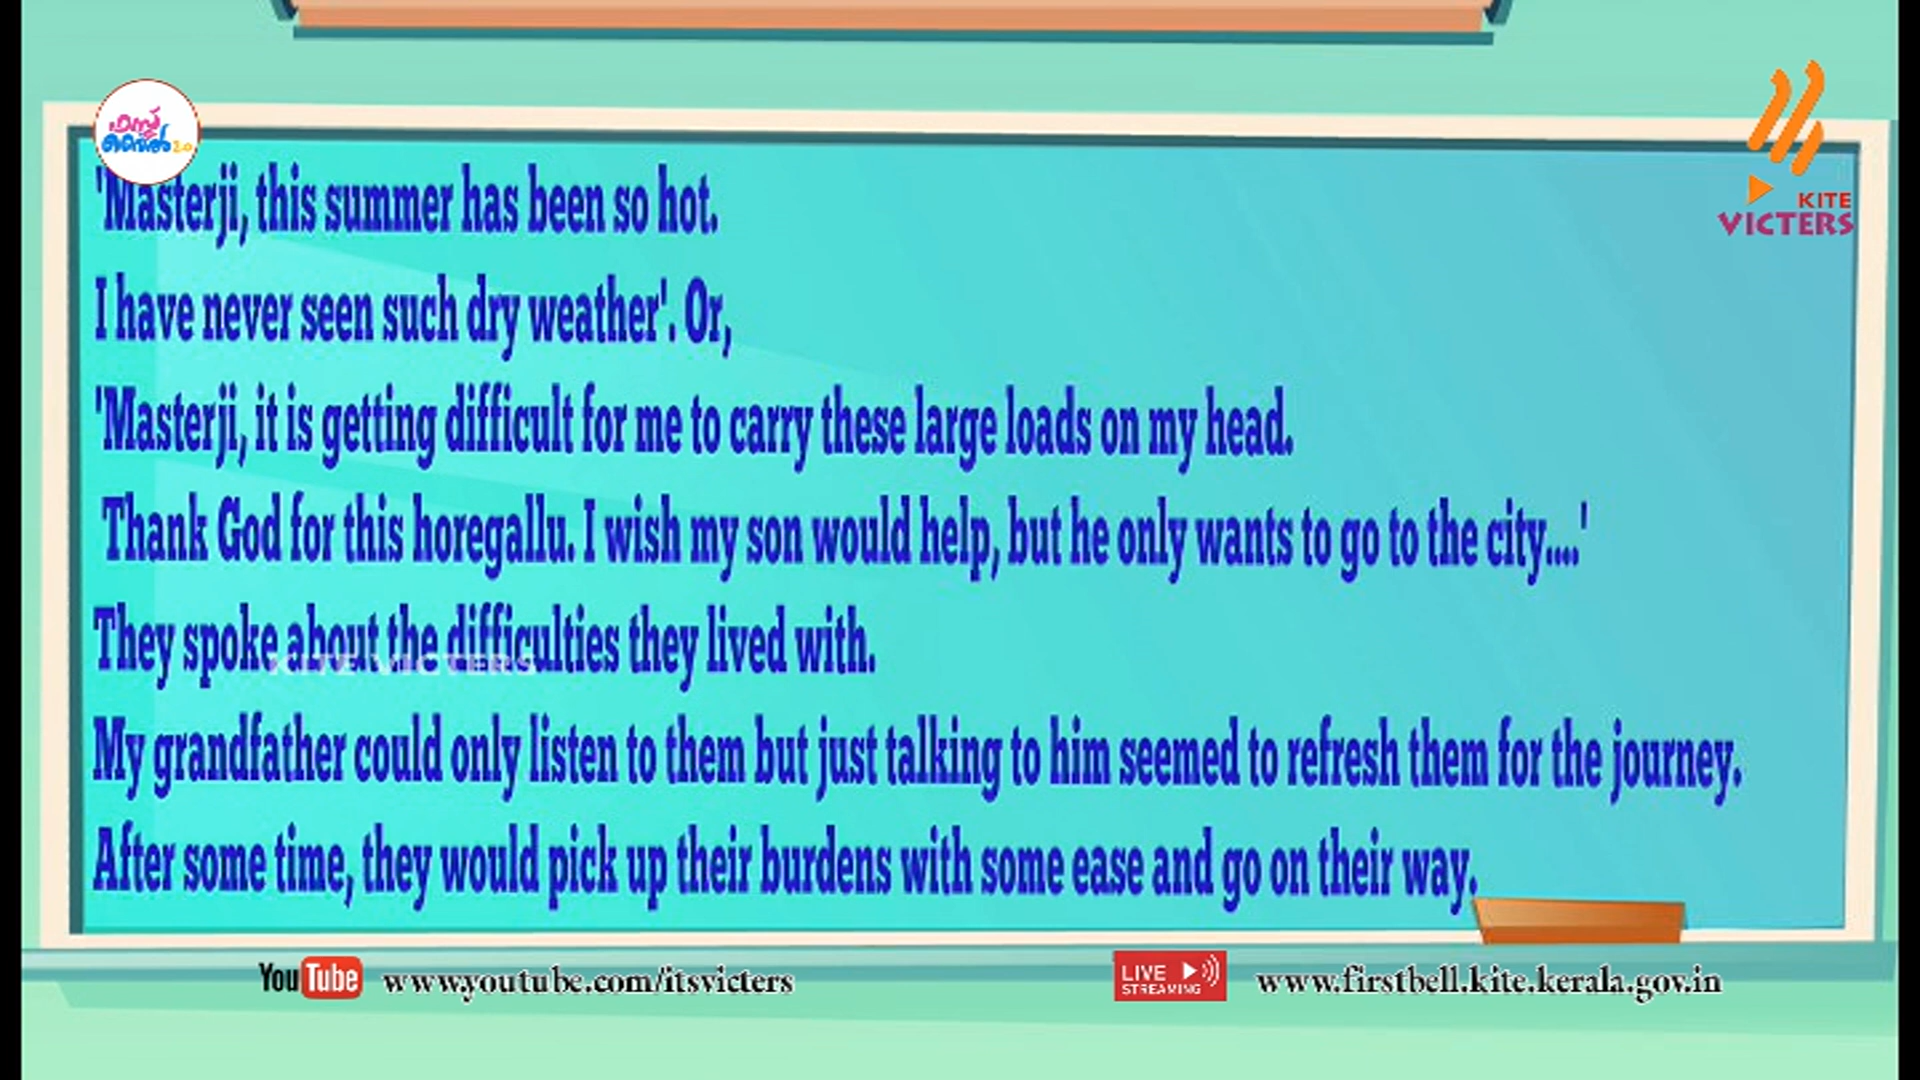 ഫസ്റ്റ്
ബെൽ 2.0
KITE
VICTERS
'Masterji, this summer has been so hot.
I have never seen such dry weather'. Or,
'Masterji, it is getting difficult for me to carry these large loads on my head.
Thank God for this horegallu. I wish my son would help, but he only wants to go to the city....'
They spoke about the difficulties they lived with.
KITE VICTERS
My grandfather could only listen to them but just talking to him seemed to refresh them for the journey.
After some time, they would pick up their burdens with some ease and go on their way.
YouTube www.youtube.com/itsvicters
LIVE STREAMING www.firstbell.kite.kerala.gov.in